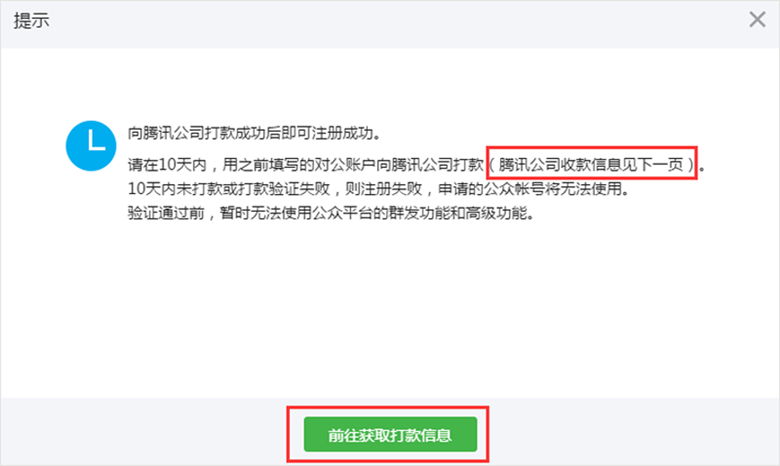 提示
向腾讯公司打款成功后即可注册成功。
请在10天内，用之前填写的对公账户向腾讯公司打款（腾讯公司收款信息见下一页）。
10天内未打款或打款验证失败，则注册失败，申请的公众帐号将无法使用。
验证通过前，暂时无法使用公众平台的群发功能和高级功能。
前往获取打款信息